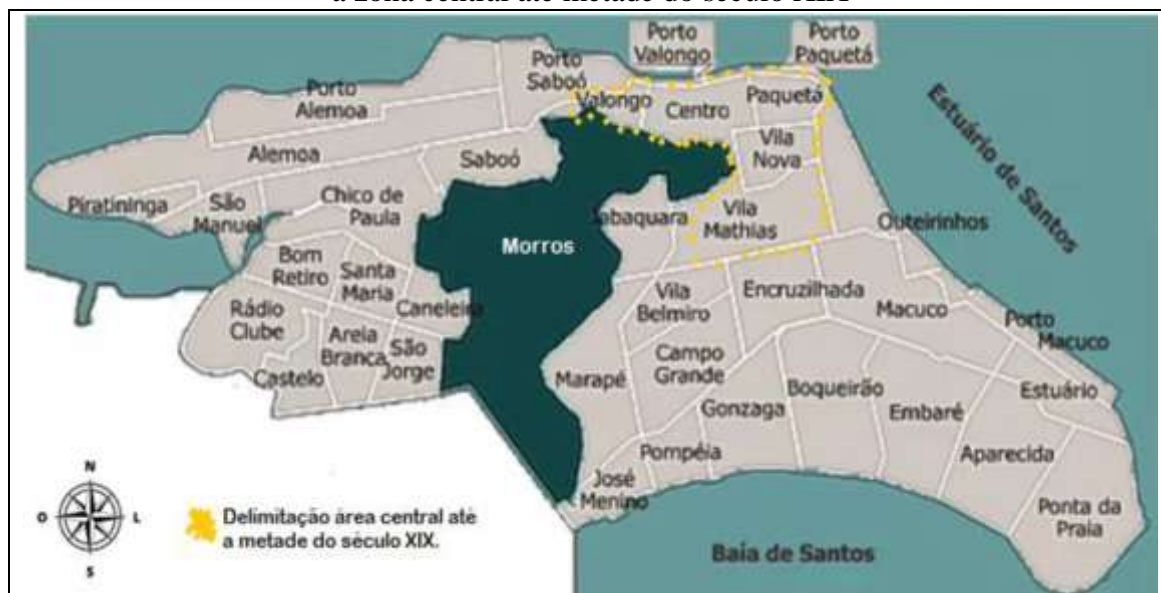 a zona central até metade do século XIX
Porto
Valongo
Porto
Paquetá
Porto
Saboó
Valongo
Centro
Paquetá
Porto
Alemoa
Estuário de Santos
Vila
Nova
Alemoa
Saboó
Piratininga
São
Manuel
Chico de
Paula
Jabaquara
Vila
Mathias
Outeirinhos
Morros
Bom
Retiro
Santa
Maria
Rádio
Clube
Caneleira
Vila
Belmiro
Encruzilhada
Macuco
Porto
Macuco
Areia
Branca
São
Jorge
Castelo
Marapé
Campo
Grande
Gonzaga
Boqueirão
Embaré
Estuário
Pompéia
Aparecida
José
Menino
Ponta da
Praia
N
O
L
S
Delimitação área central até
a metade do século XIX.
Baía de Santos